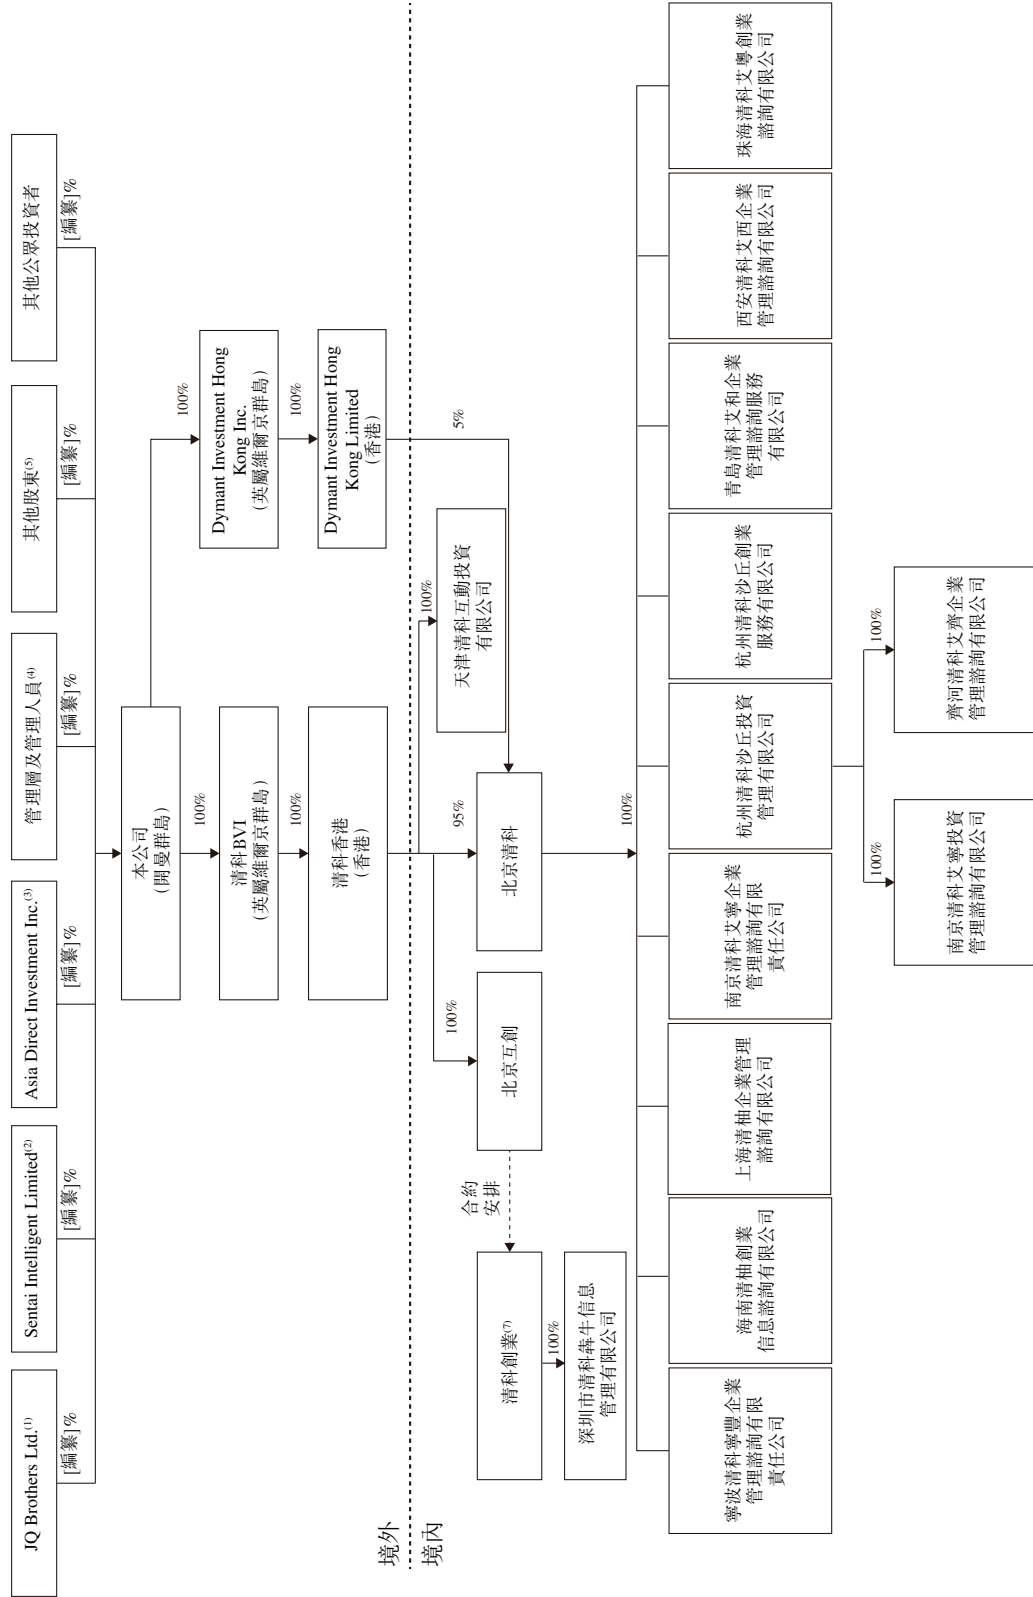 JQ Brothers Ltd.(1)
[編纂]%
Sentai Intelligent Limited(2)
[編纂]%
Asia Direct Investment Inc.(3)
[編纂]%
管理層及管理人員(4)
[編纂]%
其他股東(5)
[編纂]%
其他公眾投資者
[編纂]%
本公司
(開曼群島)
100%
100%
清科BVI
(英屬維爾京群島)
Dymant Investment Hong
Kong Inc.
(英屬維爾京群島)
100%
100%
清科香港
(香港)
Dymant Investment Hong
Kong Limited
(香港)
境外
境內
100%
95%
100%
5%
天津清科互動投資
有限公司
清科創業(7)
合約
安排
北京互創
北京清科
100%
深圳市清科犇牛信息
管理有限公司
100%
寧波清科寧豐企業
管理諮詢有限
責任公司
海南清柚創業
信息諮詢有限公司
上海清柚企業管理
諮詢有限公司
南京清科艾寧企業
管理諮詢有限
責任公司
杭州清科沙丘投資
管理有限公司
杭州清科沙丘創業
服務有限公司
青島清科艾和企業
管理諮詢服務
有限公司
西安清科艾西企業
管理諮詢有限公司
珠海清科艾粵創業
諮詢有限公司
100%
100%
南京清科艾寧投資
管理諮詢有限公司
齊河清科艾齊企業
管理諮詢有限公司